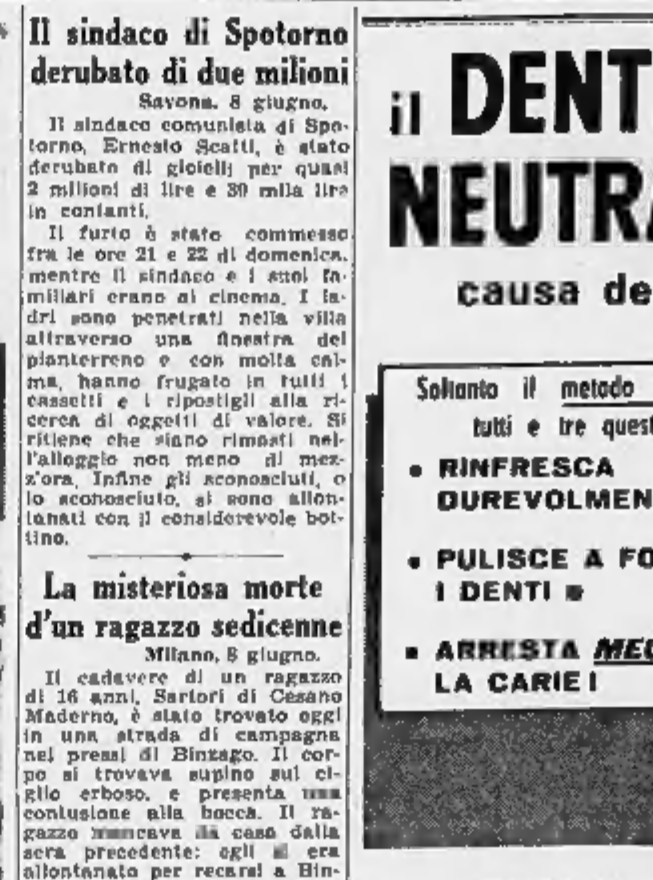 Il sindaco di Spotorno
derubato di due milioni
Savona, 8 giugno.
Il sindaco comunista di Spo-
torno, Ernesto Scatti, è stato
derubato di gioielli per quasi
2 milioni di lire e 30 mila lire
in contanti.
Il furto è stato commesso
fra le ore 21 e 22 di domenica,
mentre il sindaco e i suoi fa-
miliari erano al cinema. I la-
dri sono penetrati nella villa
attraverso una finestra del
pianterreno e con molta cal-
ma, hanno frugato in tutti i
cassetti e i ripostigli alla ri-
cerca di oggetti di valore. Si
ritiene che siano rimasti nel-
l'alloggio non meno di mez-
z'ora. Infine gli sconosciuti, o
lo sconosciuto, si sono allon-
tanati con il considerevole bot-
tino.
La misteriosa morte
d'un ragazzo sedicenne
Milano, 8 giugno.
Il cadavere di un ragazzo
di 16 anni, Sartori di Cesano
Maderno, è stato trovato oggi
in una strada di campagna
nei pressi di Binzago. Il cor-
po si trovava supino sul ci-
glio erboso, e presenta una
contusione alla bocca. Il ra-
gazzo mancava da casa dalla
sera precedente: egli si era
allontanato per recarsi a Bin-
il DENT
NEUTRA
causa de
Soltanto il metodo
tutti e tre quest
• RINFRESCA
DUREVOLMEN
• PULISCE A FO
I DENTI
• ARRESTA MEG
LA CARIE!